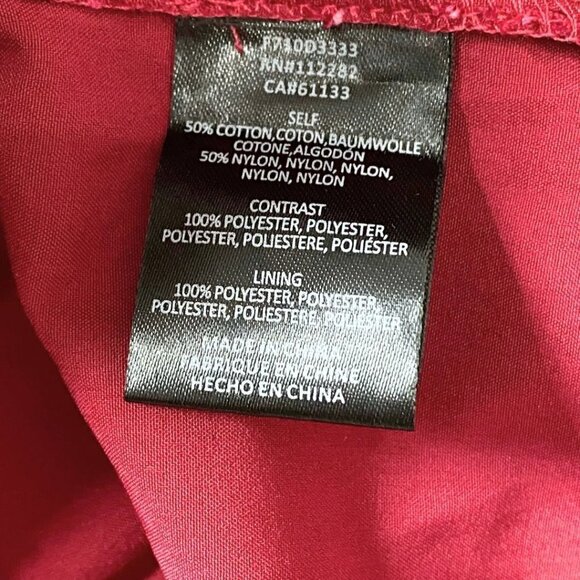 F710D3333
RN#112282
CA#61133
SELF
50% COTTON,COTON,BAUMWOLLE
COTONE,ALGODÓN
50% NYLON, NYLON, NYLON,
NYLON, NYLON
CONTRAST
100% POLYESTER, POLYESTER,
POLYESTER, POLIESTERE, POLIÉSTER
LINING
100% POLYESTER, POLYESTER,
POLYESTER, POLIESTERE, POLIÉSTER
MADE IN CHINA
FABRIQUE EN CHINE
HECHO EN CHINA